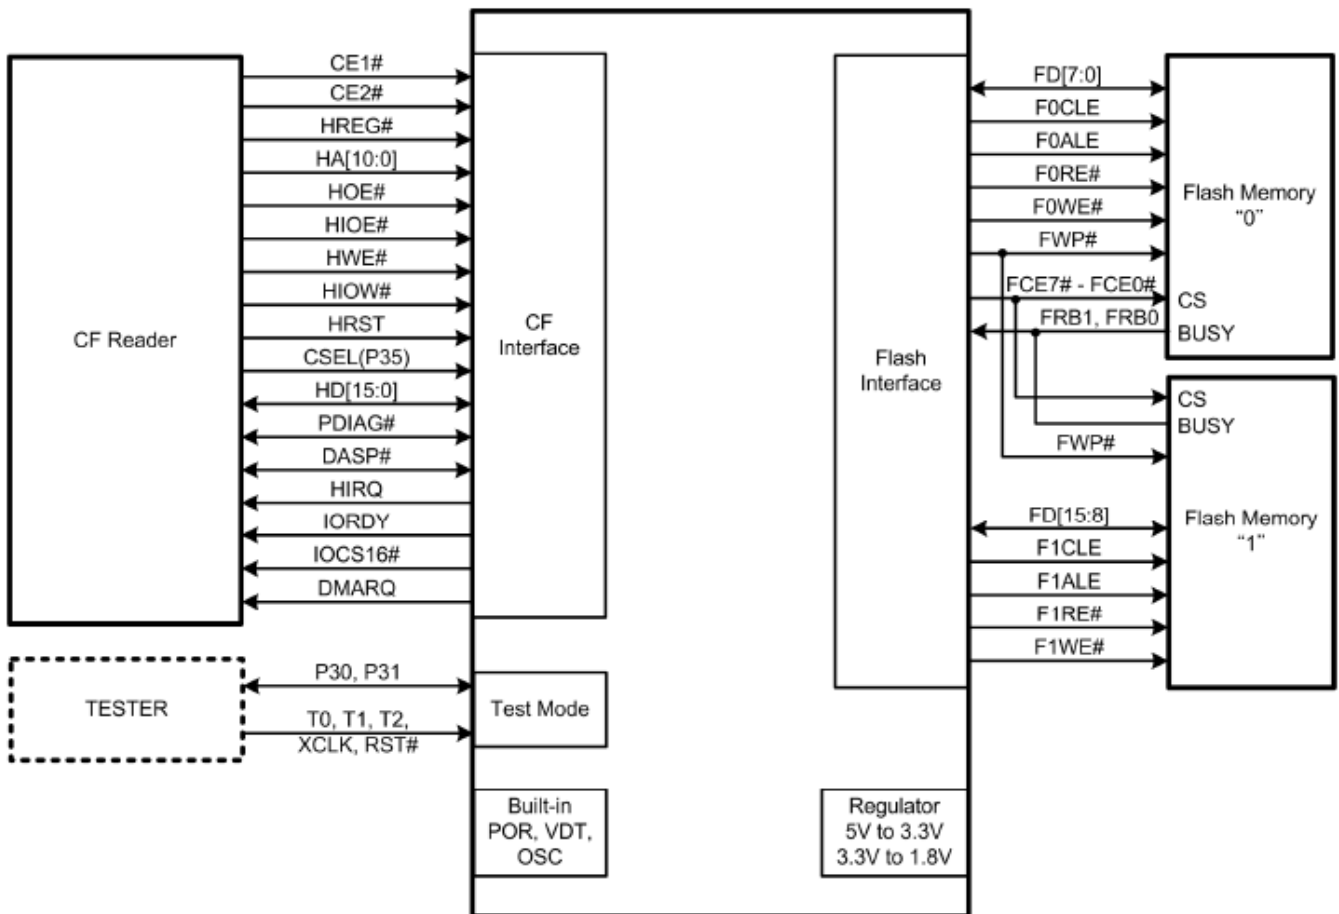 CF Reader
CE1#
CE2#
HREG#
HA[10:0]
HOE#
HIOE#
HWE#
HIOW#
HRST
CSEL(P35)
HD[15:0]
PDIAG#
DASP#
HIRQ
IORDY
IOCS16#
DMARQ
CF
Interface
TESTER
P30, P31
T0, T1, T2,
XCLK, RST#
Test Mode
Built-in
POR, VDT,
OSC
Flash
Interface
Regulator
5V to 3.3V
3.3V to 1.8V
FD[7:0]
F0CLE
F0ALE
F0RE#
F0WE#
FWP#
FCE7# - FCE0#
FRB1, FRB0
Flash Memory
“0”
CS
BUSY
CS
BUSY
FWP#
FD[15:8]
F1CLE
F1ALE
F1RE#
F1WE#
Flash Memory
“1”